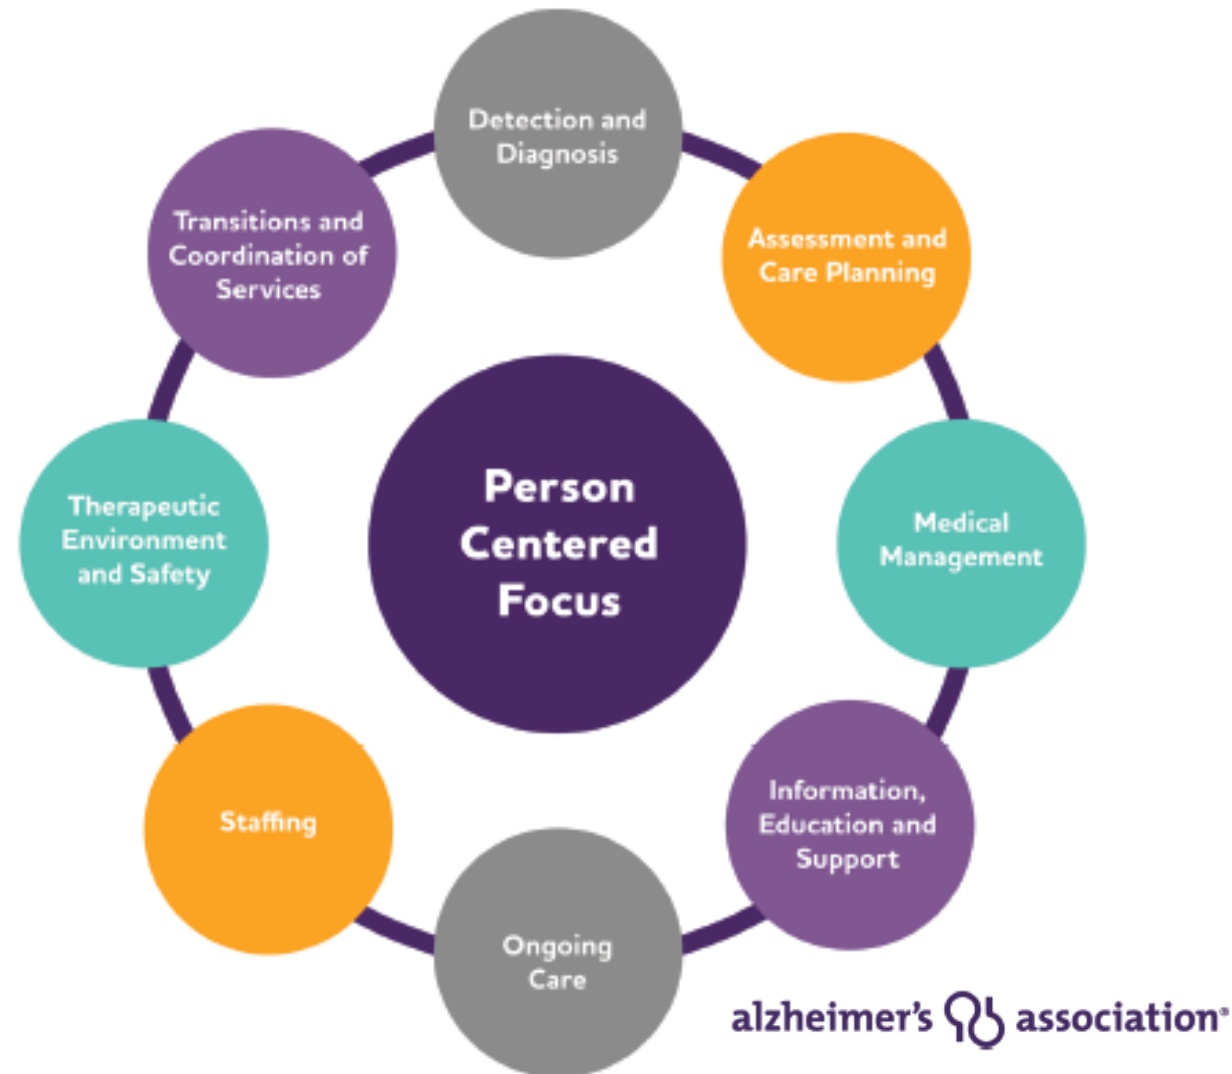 Detection and
Diagnosis
Assessment and
Care Planning
Medical
Management
Information,
Education and
Support
Ongoing
Care
Staffing
Therapeutic
Environment
and Safety
Transitions and
Coordination of
Services
Person
Centered
Focus
alzheimer's association®